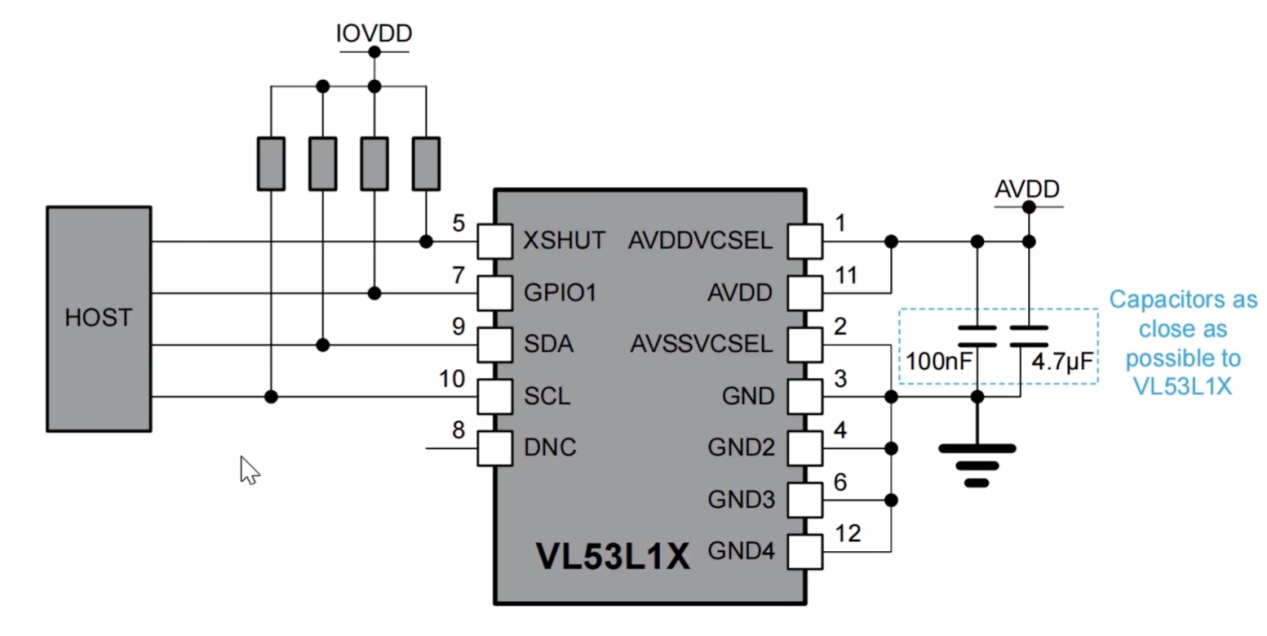 IOVDD
HOST
5
7
9
10
8
XSHUT
GPIO1
SDA
SCL
DNC
AVDDVCSEL
AVDD
AVSSVCSEL
GND
GND2
GND3
GND4
VL53L1X
1
11
2
3
4
6
12
AVDD
100nF
4.7µF
Capacitors as
close as
possible to
VL53L1X